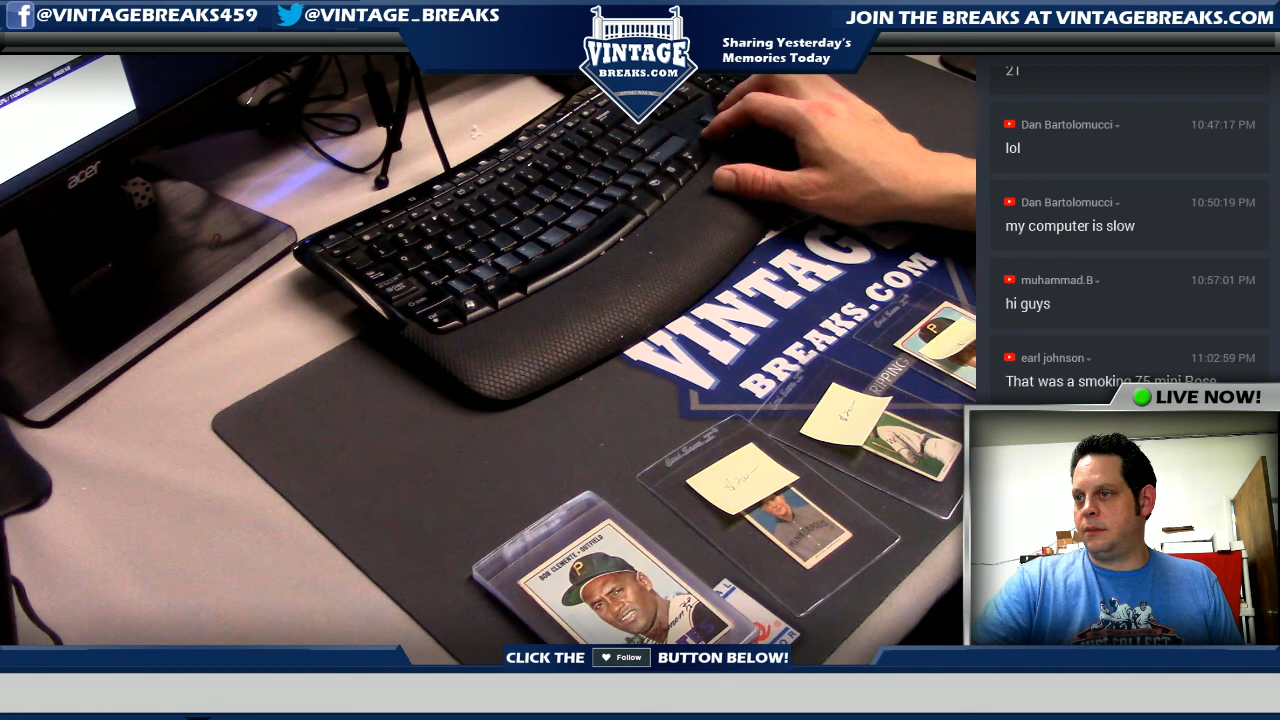 @VINTAGEBREAKS459
@VINTAGE_BREAKS
VINTAGE
BREAKS.COM
Sharing Yesterday's
Memories Today
JOIN THE BREAKS AT VINTAGEBREAKS.COM
21
Dan Bartolomucci
10:47:17 PM
lol
Dan Bartolomucci
10:50:19 PM
my computer is slow
muhammad.B
10:57:01 PM
hi guys
earl johnson
11:02:59 PM
That was a smoking 75 mini Rose
LIVE NOW!
acer
VINTAGE
BREAKS.COM
RIPPING
P
BOB CLEMENTE • OUTFIELD
P
CLICK THE
Follow
BUTTON BELOW!